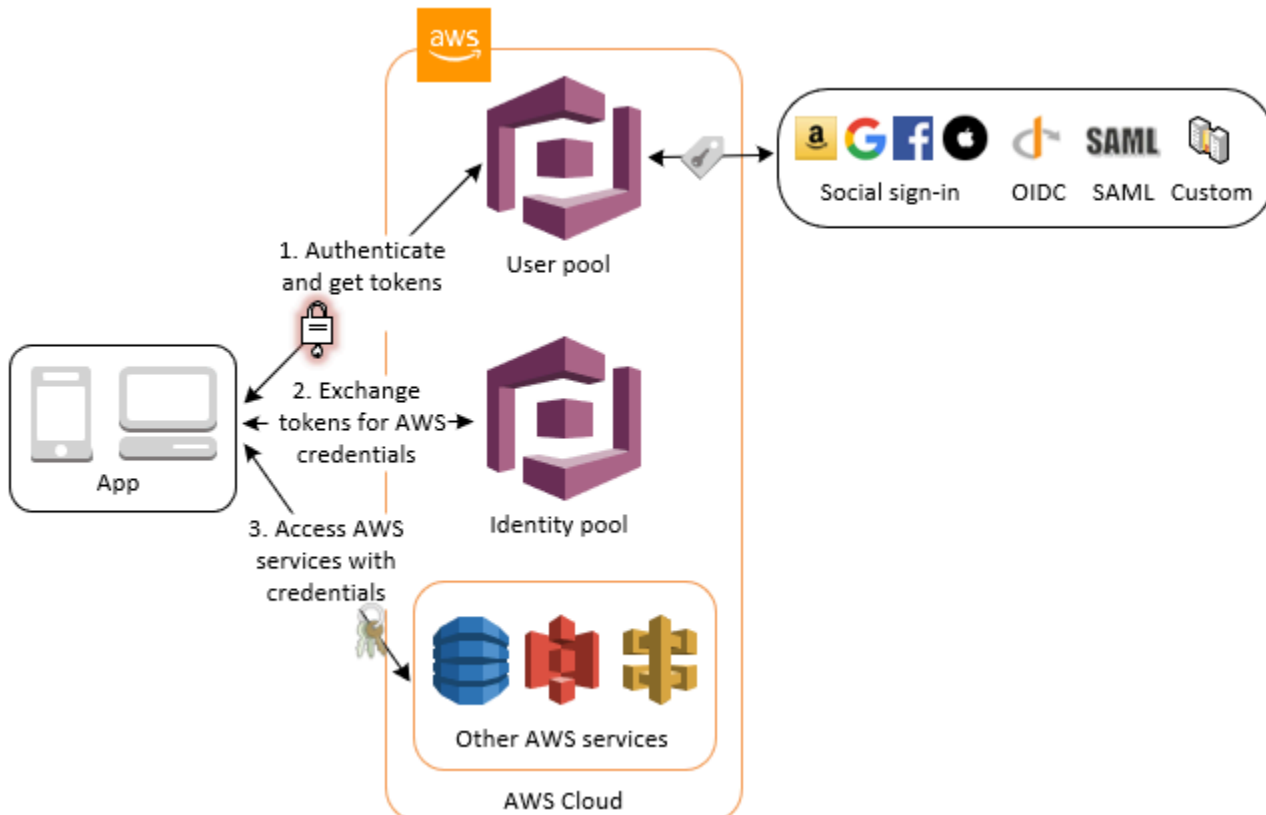 aws
a
SAML
Social sign-in
OIDC
SAML
Custom
User pool
1. Authenticate
and get tokens
2. Exchange
tokens for AWS
credentials
App
Identity pool
3. Access AWS
services with
credentials
Other AWS services
AWS Cloud